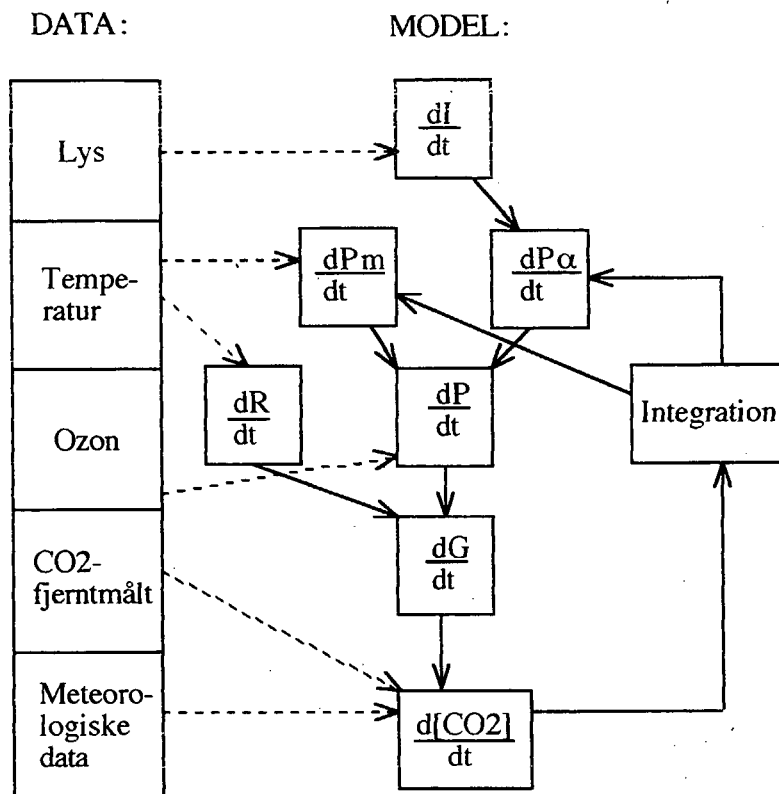 DATA:
MODEL:
Lys
dI
dt
Tempe-
ratur
dPm
dt
dPα
dt
Ozon
dR
dt
dP
dt
Integration
CO2-
fjerntmålt
dG
dt
Meteoro-
logiske
data
d[CO2]
dt